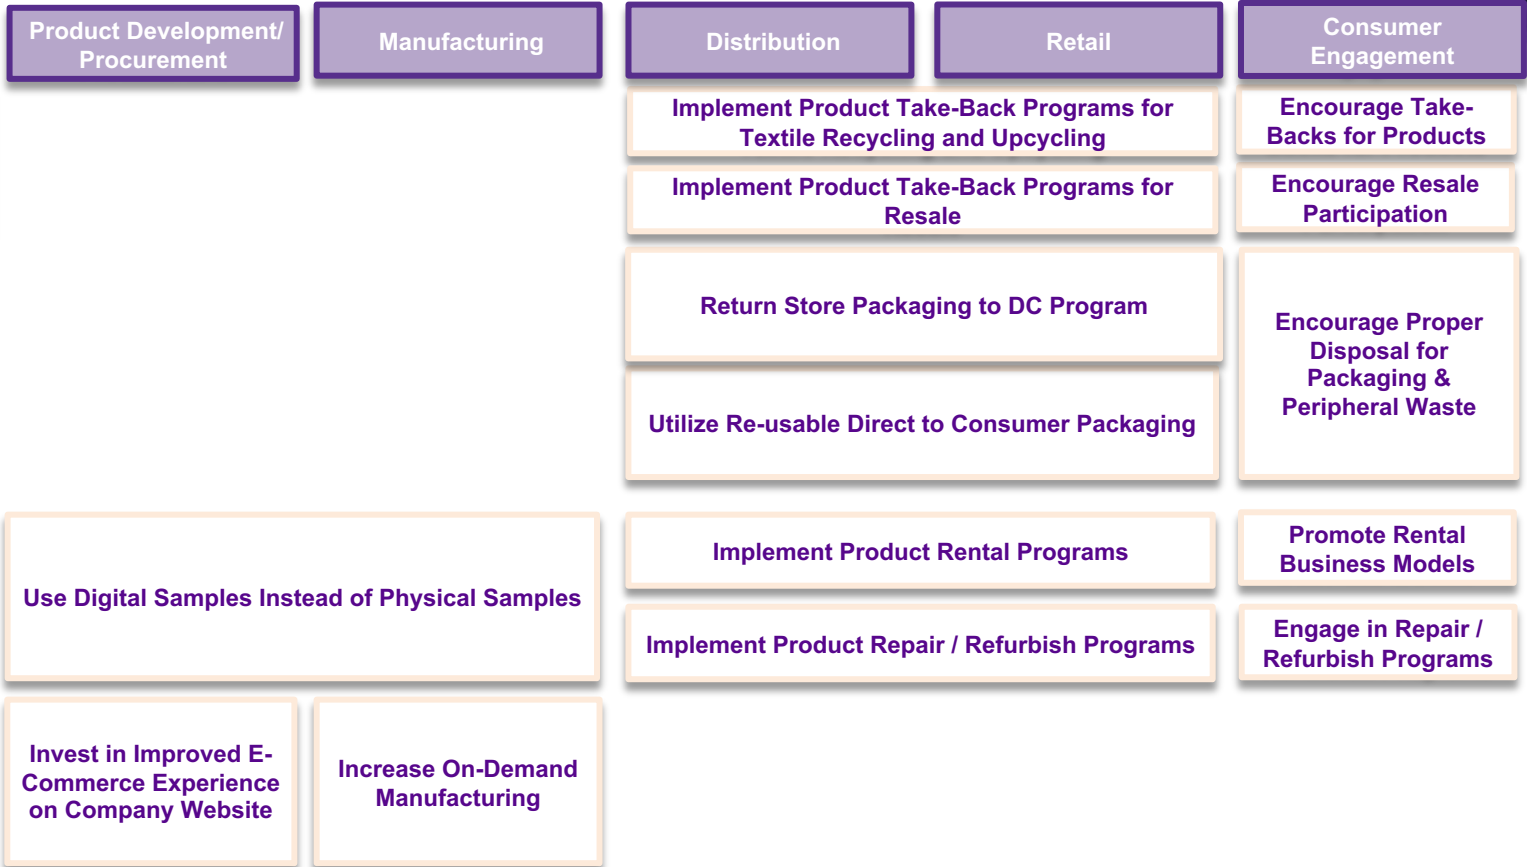 Product Development/
Procurement
Manufacturing
Distribution
Retail
Consumer
Engagement
Implement Product Take-Back Programs for
Textile Recycling and Upcycling
Encourage Take-
Backs for Products
Implement Product Take-Back Programs for
Resale
Encourage Resale
Participation
Return Store Packaging to DC Program
Encourage Proper
Disposal for
Packaging &
Peripheral Waste
Utilize Re-usable Direct to Consumer Packaging
Use Digital Samples Instead of Physical Samples
Implement Product Rental Programs
Promote Rental
Business Models
Implement Product Repair / Refurbish Programs
Engage in Repair /
Refurbish Programs
Invest in Improved E-
Commerce Experience
on Company Website
Increase On-Demand
Manufacturing